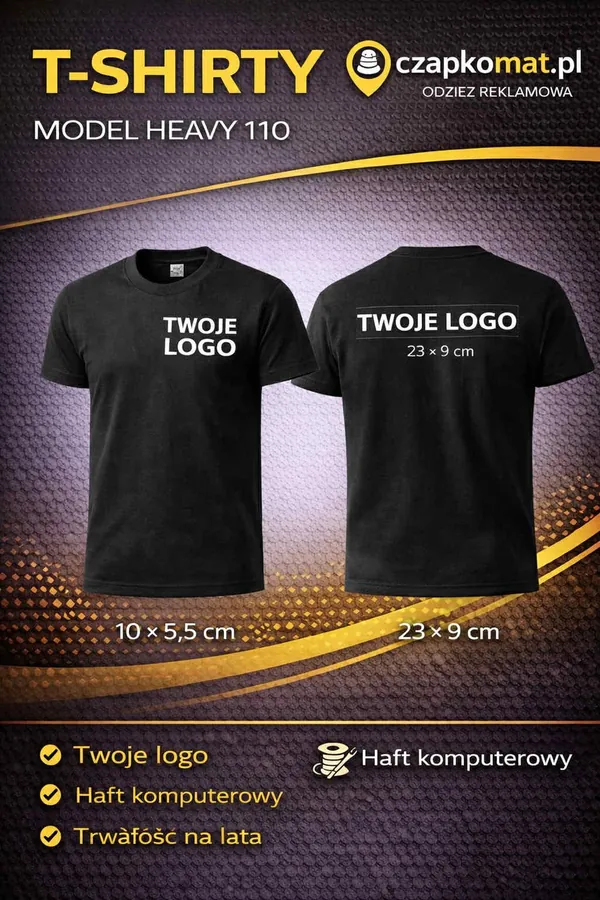 T-SHIRTY
czapkomat.pl
ODZIEZ REKLAMOWA
MODEL HEAVY 110
TWOJE
LOGO
TWOJE LOGO
23 × 9 cm
10 × 5,5 cm
23 × 9 cm
Twoje logo
Haft komputerowy
Trwàfóšc na lata
Haft komputerowy